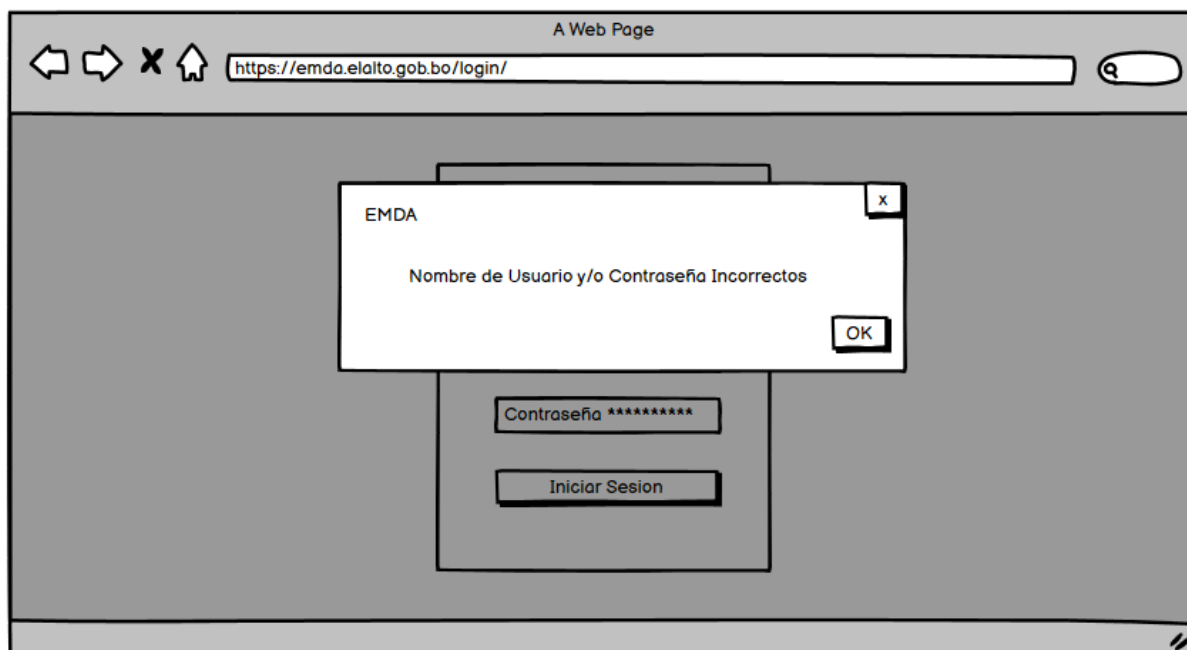 A Web Page
https://emda.elalto.gob.bo/login/
x
EMDA
Nombre de Usuario y/o Contraseña Incorrectos
OK
Contraseña **********
Iniciar Sesion